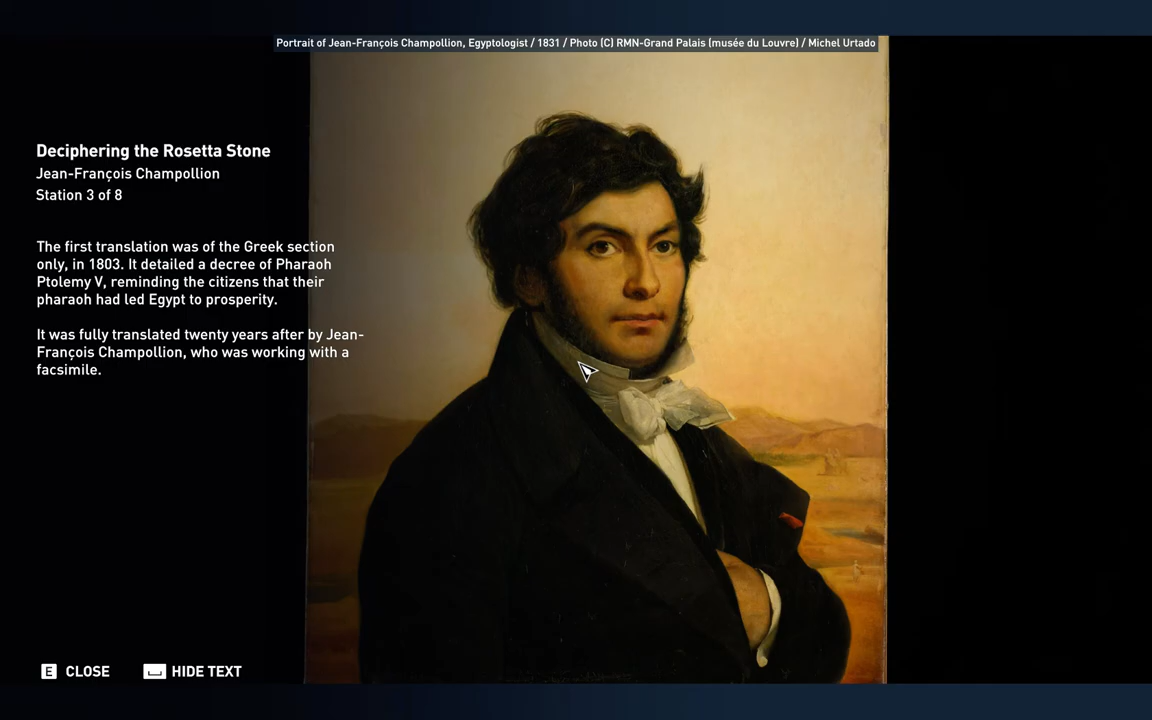 Portrait of Jean-François Champollion, Egyptologist / 1831 / Photo (C) RMN-Grand Palais (musée du Louvre) / Michel Urtado
Deciphering the Rosetta Stone
Jean-François Champollion
Station 3 of 8
The first translation was of the Greek section
only, in 1803. It detailed a decree of Pharaoh
Ptolemy V, reminding the citizens that their
pharaoh had led Egypt to prosperity.
It was fully translated twenty years after by Jean-
François Champollion, who was working with a
facsimile.
E CLOSE HIDE TEXT